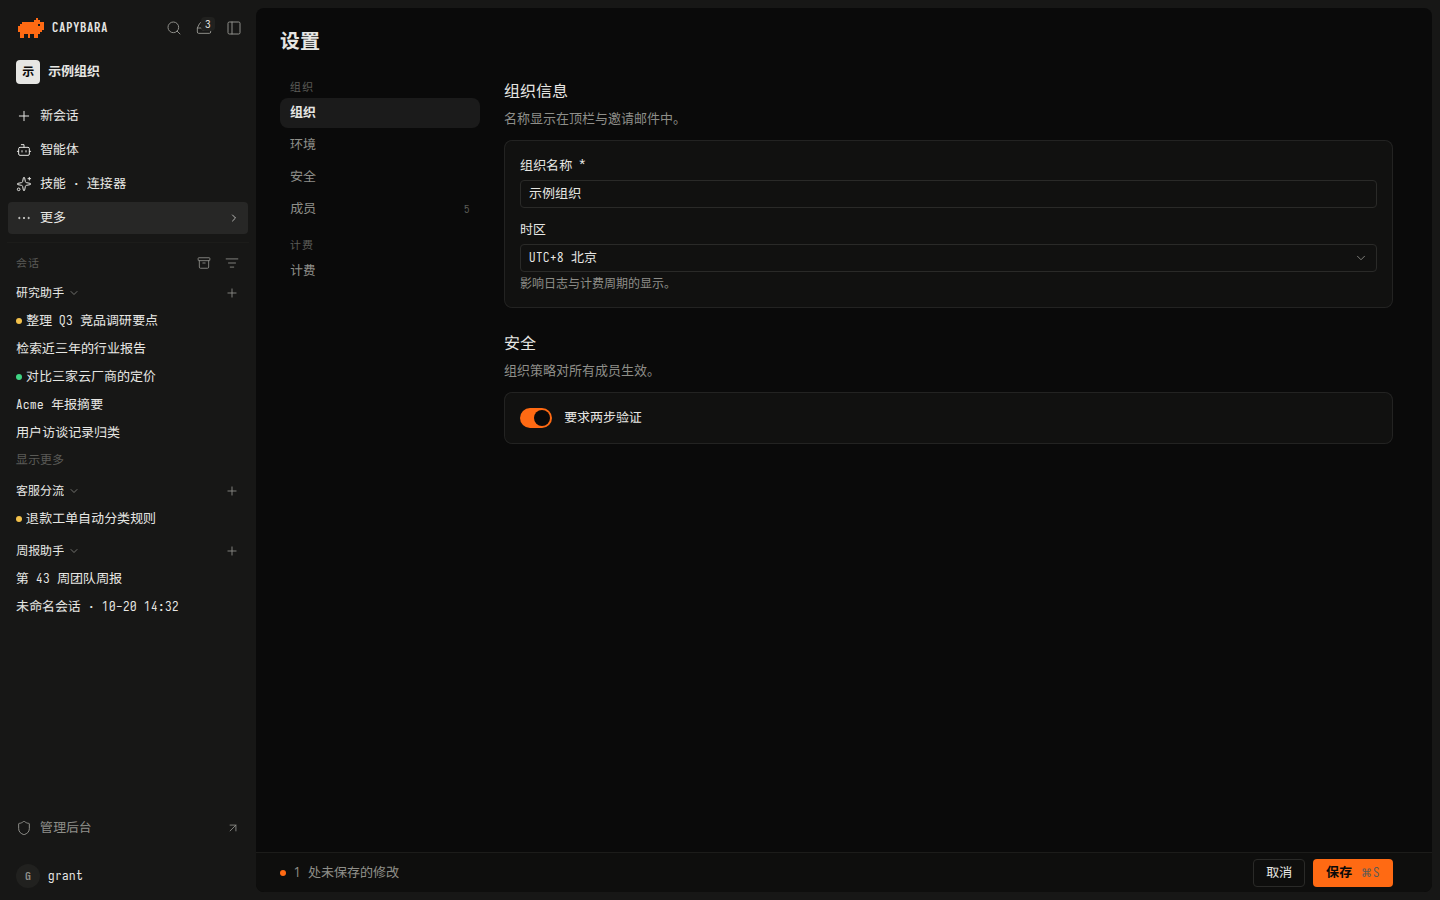 CAPYBARA
3
示 示例组织
新会话
智能体
技能 · 连接器
更多
会话
研究助手
整理 Q3 竞品调研要点
检索近三年的行业报告
对比三家云厂商的定价
Acme 年报摘要
用户访谈记录归类
显示更多
客服分流
退款工单自动分类规则
周报助手
第 43 周团队周报
未命名会话 · 10-20 14:32
管理后台
G grant
设置
组织
组织
环境
安全
成员 5
计费
计费
组织信息
名称显示在顶栏与邀请邮件中。
组织名称 *
示例组织
时区
UTC+8 北京
影响日志与计费周期的显示。
安全
组织策略对所有成员生效。
要求两步验证
1 处未保存的修改
取消
保存 ⌘S